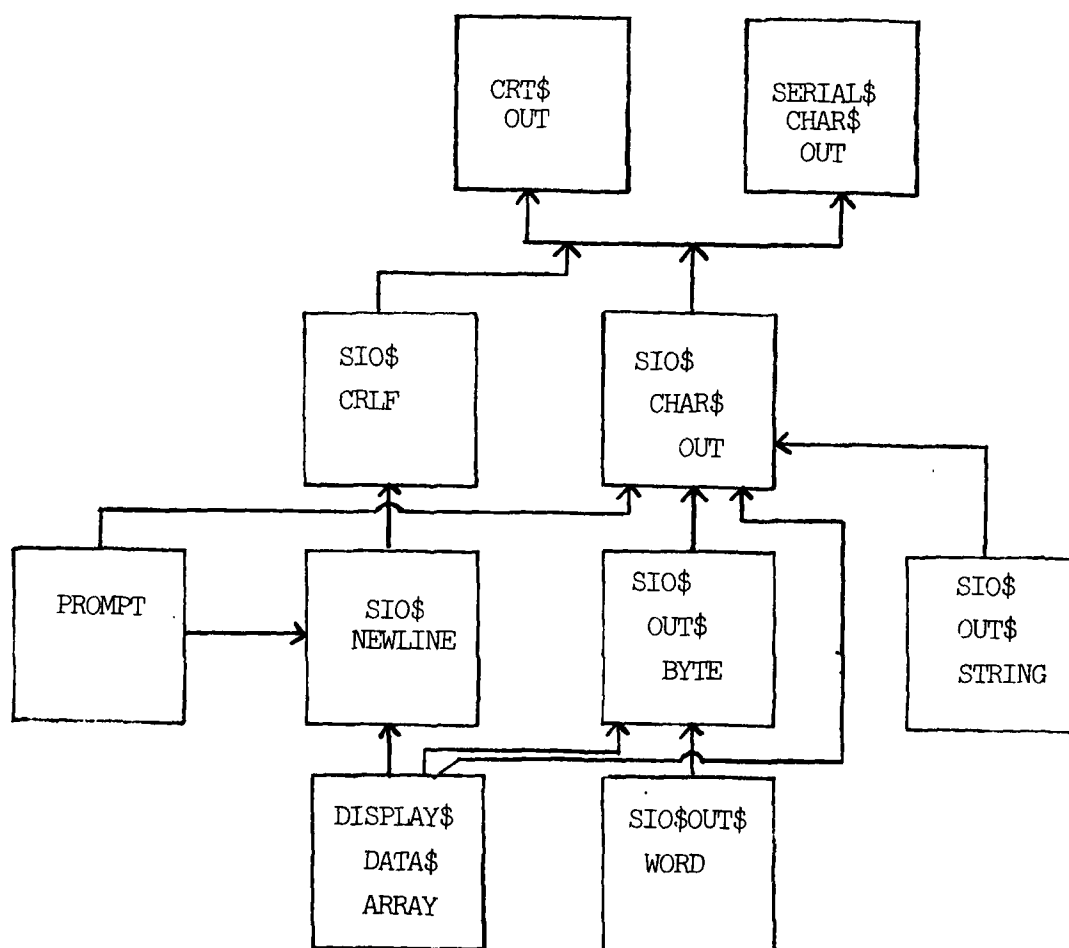 CRT$
OUT
SERIAL$
CHAR$
OUT
SIO$
CRLF
SIO$
CHAR$
OUT
PROMPT
SIO$
NEWLINE
SIO$
OUT$
BYTE
SIO$
OUT$
STRING
DISPLAY$
DATA$
ARRAY
SIO$OUT$
WORD